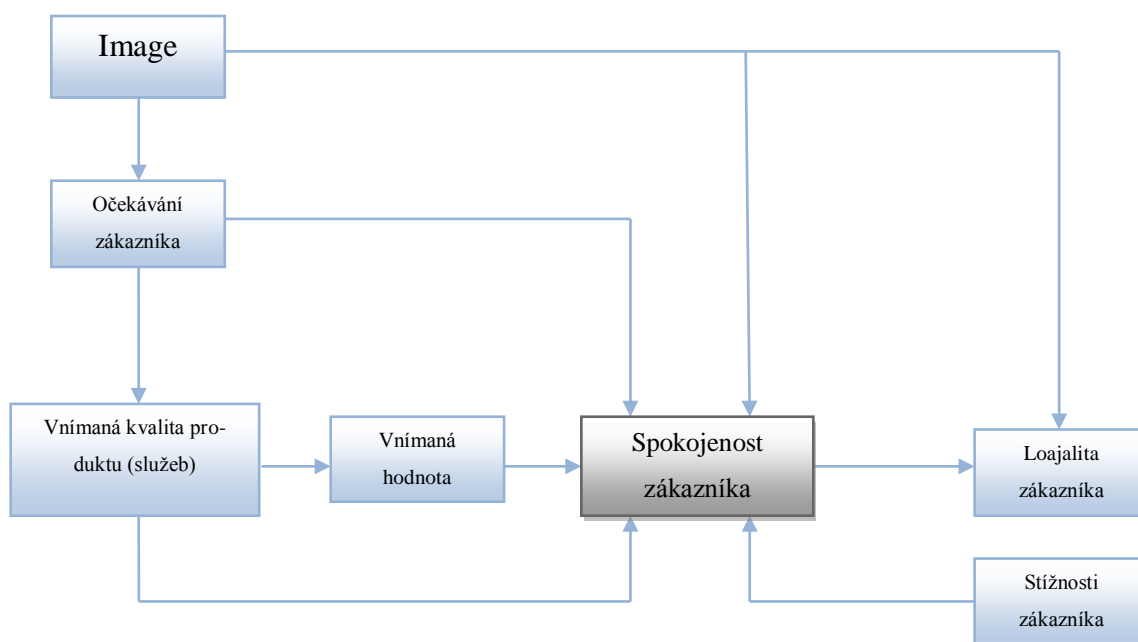 Image
Očekávání
zákazníka
Vnímaná kvalita pro-
duktu (služeb)
Vnímaná
hodnota
Spokojenost
zákazníka
Loajalita
zákazníka
Stížnosti
zákazníka